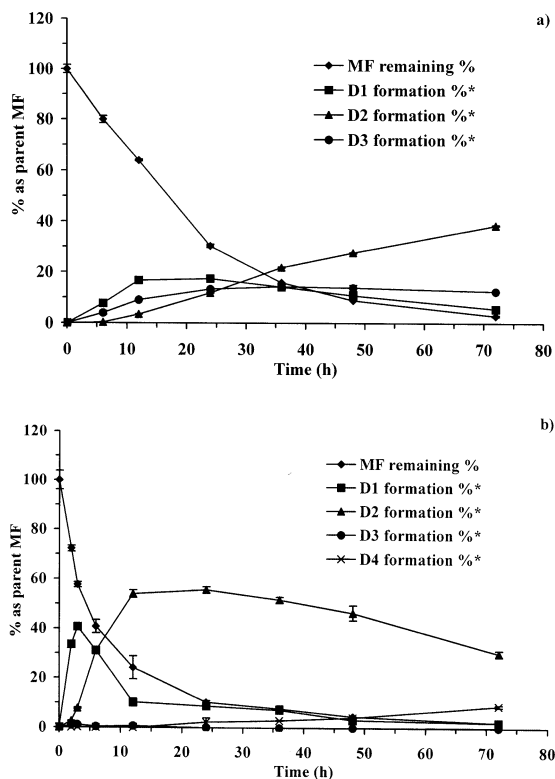 a)
120
100
80
60
40
20
0
% as parent MF
MF remaining %
D1 formation %*
D2 formation %*
D3 formation %*
0 10 20 30 40 50 60 70 80
Time (h)
b)
120
100
80
60
40
20
0
% as parent MF
MF remaining %
D1 formation %*
D2 formation %*
D3 formation %*
D4 formation %*
0 10 20 30 40 50 60 70 80
Time (h)